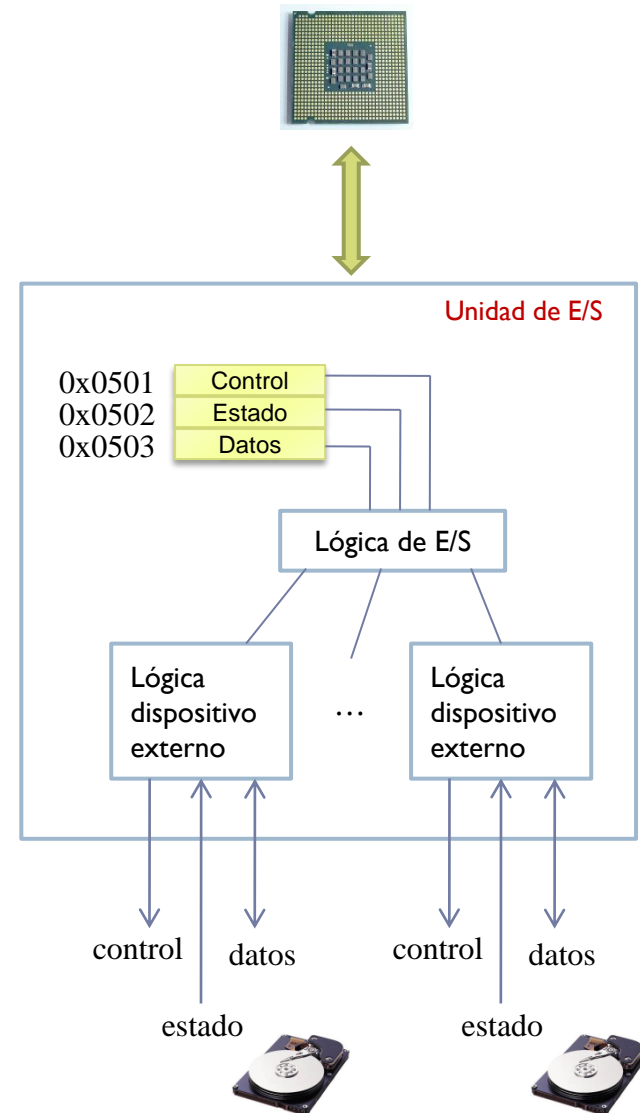 Unidad de E/S
0x0501 Control
0x0502 Estado
0x0503 Datos
Lógica de E/S
Lógica
dispositivo
externo
…
Lógica
dispositivo
externo
control
datos
control
datos
estado
estado